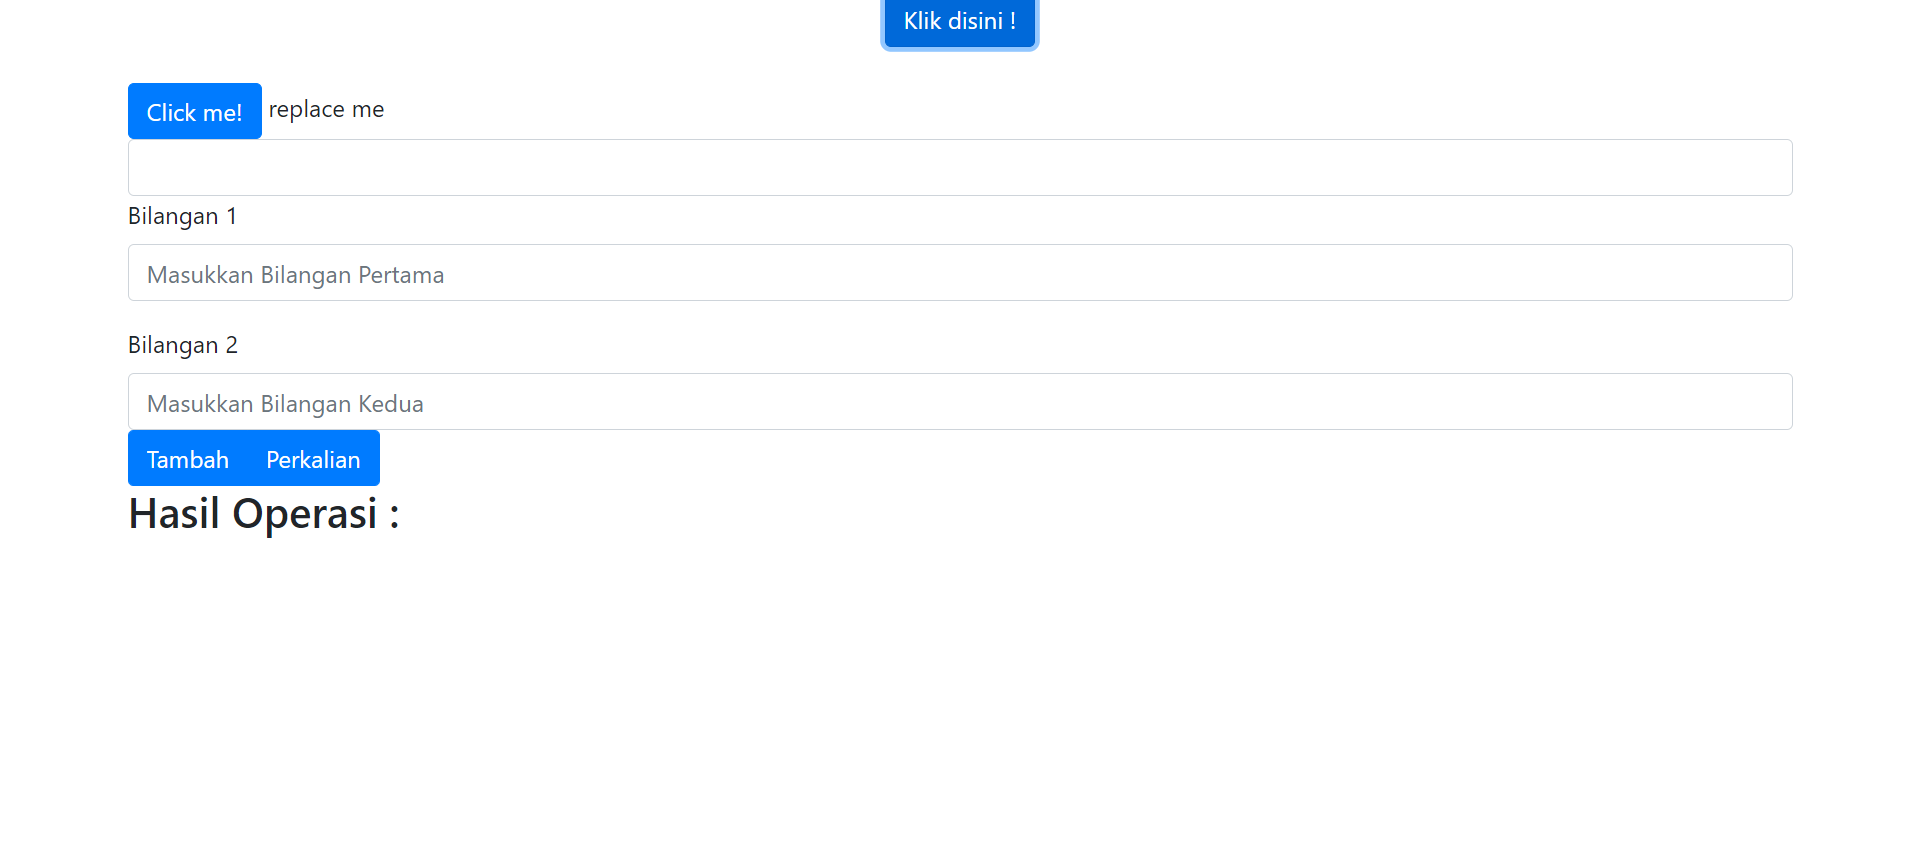 Klik disini !
Click me! replace me
Bilangan 1
Masukkan Bilangan Pertama
Bilangan 2
Masukkan Bilangan Kedua
Tambah Perkalian
Hasil Operasi :